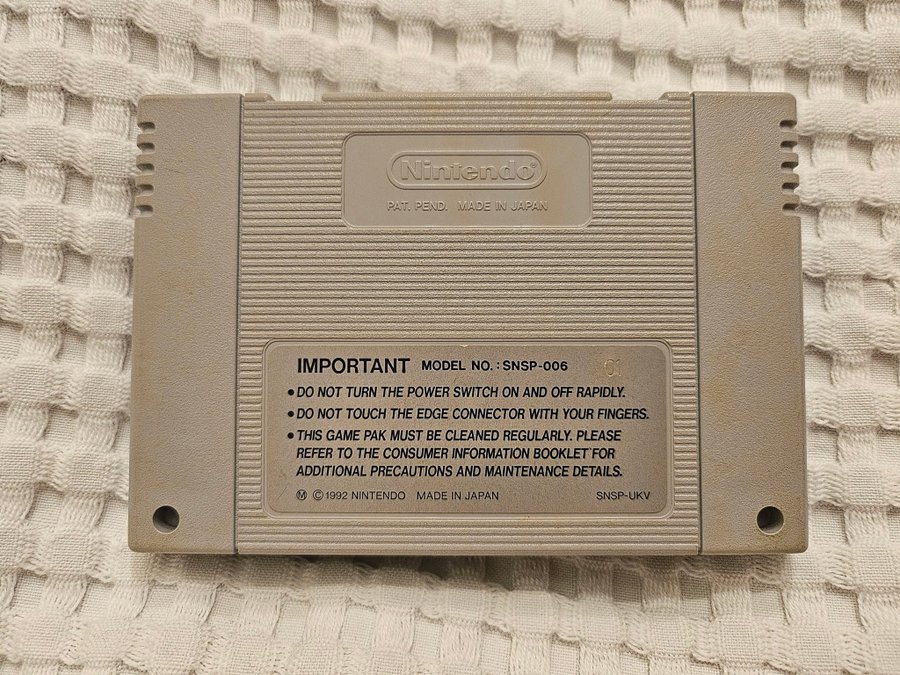 Nintendo®
PAT. PEND. MADE IN JAPAN
IMPORTANT MODEL NO.: SNSP-006 01
•DO NOT TURN THE POWER SWITCH ON AND OFF RAPIDLY.
•DO NOT TOUCH THE EDGE CONNECTOR WITH YOUR FINGERS.
•THIS GAME PAK MUST BE CLEANED REGULARLY. PLEASE
REFER TO THE CONSUMER INFORMATION BOOKLET FOR
ADDITIONAL PRECAUTIONS AND MAINTENANCE DETAILS.
Ⓜ ©1992 NINTENDO MADE IN JAPAN SNSP-UKV